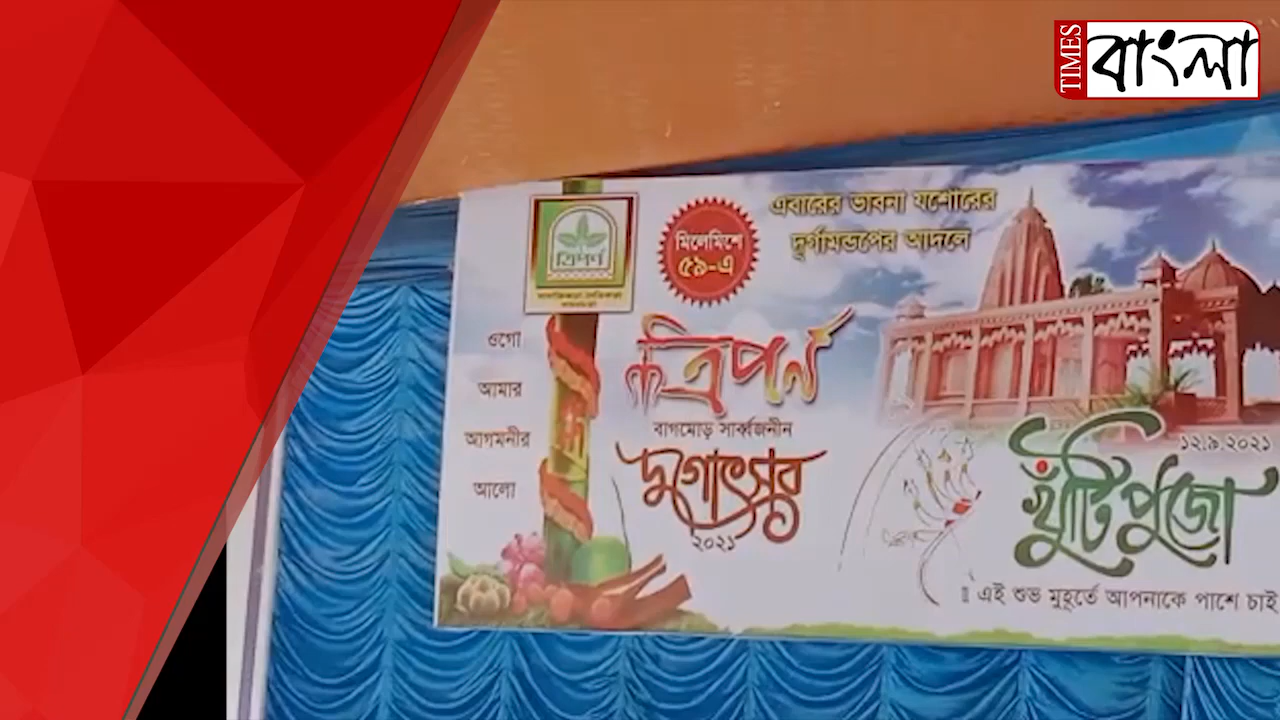 TIMES বাংলা
এবারের ভাবনা যশোরের
দুর্গামন্ডপের আদলে
মিলেমিশে
৫৯-এ
ত্রিপর্ণ
ওগো
আমার
আগমনীর
আলো
ত্রিপর্ণ
বাগমোড় সার্ব্বজনীন
দুর্গোৎসব
২০২১
১২.৯.২০২১
খুঁটি পুজো
এই শুভ মুহূর্তে আপনাকে পাশে চাই